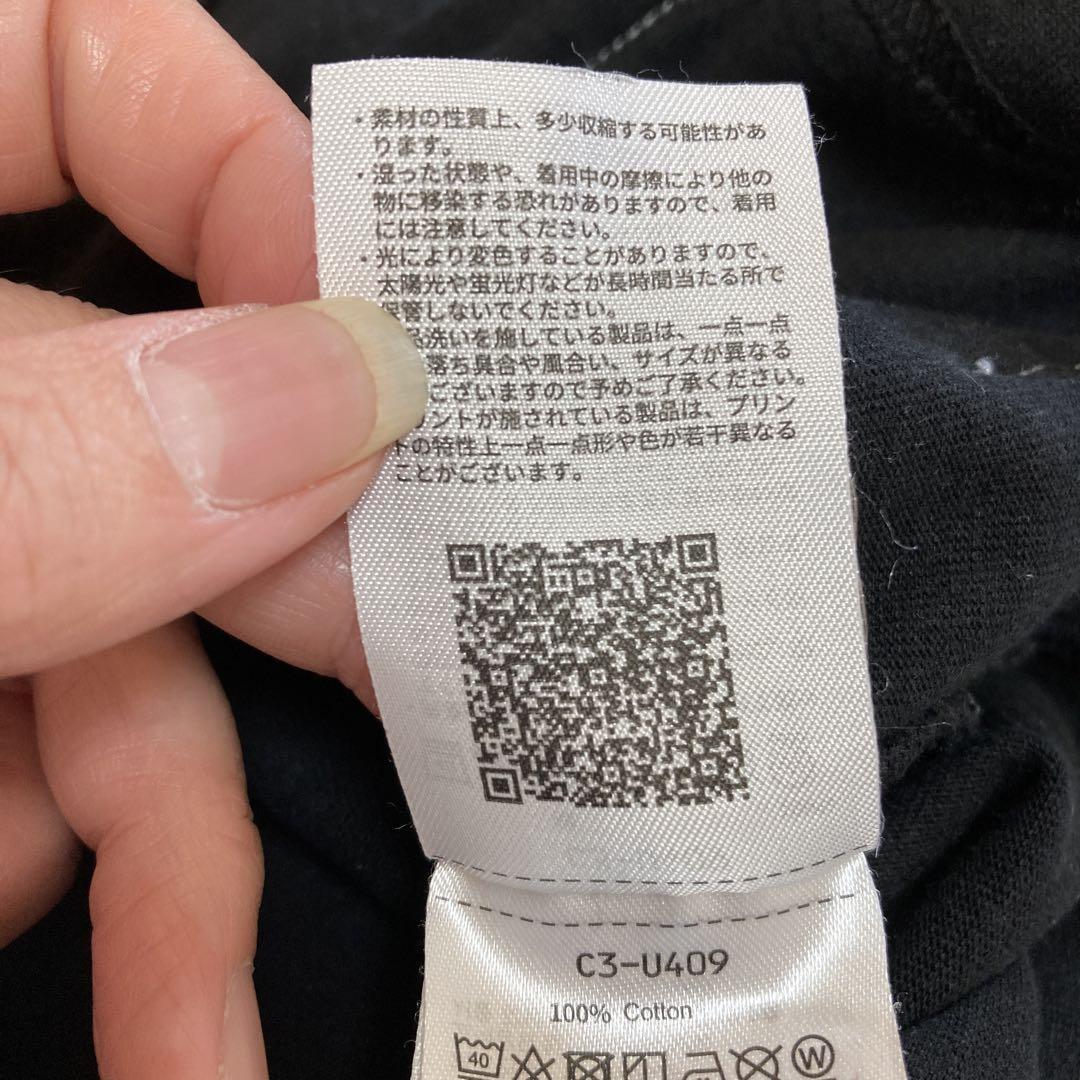 ・素材の性質上、多少収縮する可能性があ
ります。
・湿った状態や、着用中の摩擦により他の
物に移染する恐れがありますので、着用
には注意してください。
・光により変色することがありますので、
太陽光や蛍光灯などが長時間当たる所で
管しないでください。
洗いを施している製品は、一点一点
落ち具合や風合い、サイズが異なる
ございますので予めご了承ください。
ントが施されている製品は、プリン
トの特性上一点一点形や色が若干異なる
ことがございます。
C3-U409
100% Cotton
40
W